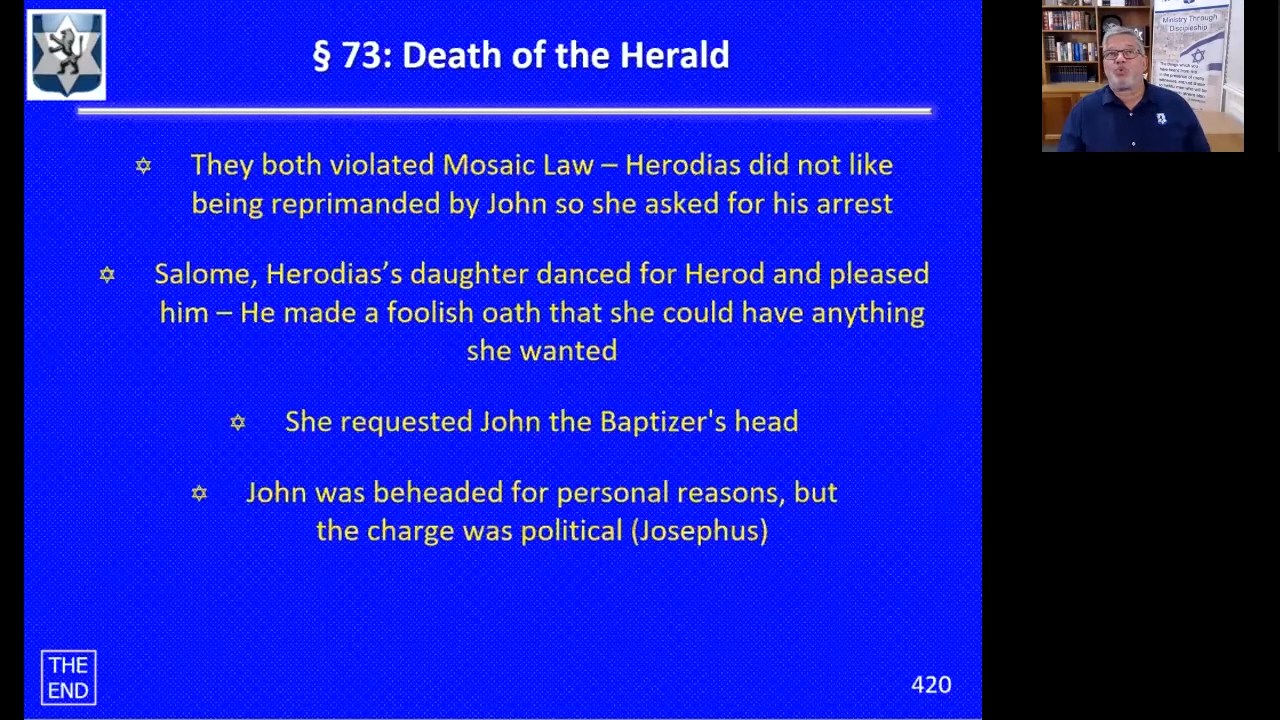 § 73: Death of the Herald
They both violated Mosaic Law – Herodias did not like
being reprimanded by John so she asked for his arrest
Salome, Herodias’s daughter danced for Herod and pleased
him – He made a foolish oath that she could have anything
she wanted
She requested John the Baptizer's head
John was beheaded for personal reasons, but
the charge was political (Josephus)
THE
END
420
Ministry Through
Discipleship